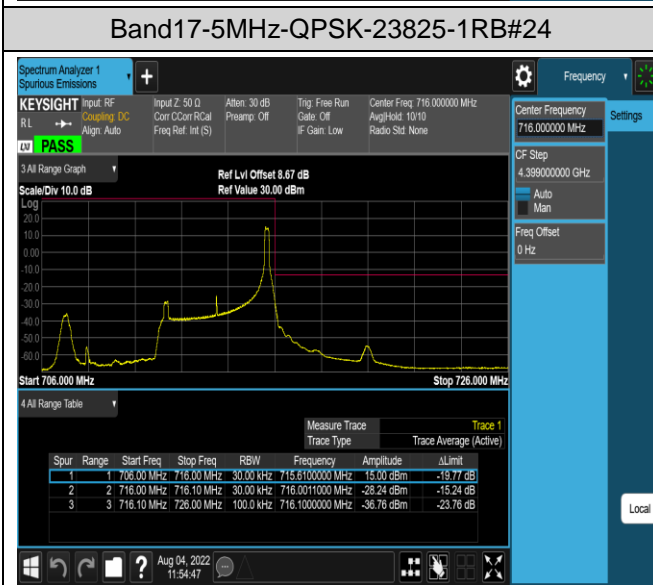 Band17-5MHz-QPSK-23825-1RB#24
Spectrum Analyzer 1
Spurious Emissions
+
Frequency
KEYSIGHT Input: RF Input Z: 50 Ω Atten: 30 dB Trig: Free Run Center Freq: 716.000000 MHz
RL Coupling: DC Corr CCorr RCal Preamp: Off Gate: Off Avg|Hold: 10/10
Align: Auto Freq Ref: Int (S) IF Gain: Low Radio Std: None
LXI PASS
Center Frequency
716.000000 MHz
Settings
CF Step
4.399000000 GHz
Auto
Man
Freq Offset
0 Hz
3 All Range Graph
Ref Lvl Offset 8.67 dB
Scale/Div 10.0 dB Ref Value 30.00 dBm
Log
20.0
10.0
0.00
-10.0
-20.0
-30.0
-40.0
-50.0
-60.0
Start 706.000 MHz Stop 726.000 MHz
4 All Range Table
Measure Trace Trace 1
Trace Type Trace Average (Active)
Spur Range Start Freq Stop Freq RBW Frequency Amplitude ΔLimit
1 1 706.00 MHz 716.00 MHz 30.00 kHz 715.6100000 MHz 15.00 dBm -19.77 dB
2 2 716.00 MHz 716.10 MHz 30.00 kHz 716.0011000 MHz -28.24 dBm -15.24 dB
3 3 716.10 MHz 726.00 MHz 100.0 kHz 716.1000000 MHz -36.76 dBm -23.76 dB
Local
?
Aug 04, 2022
11:54:47